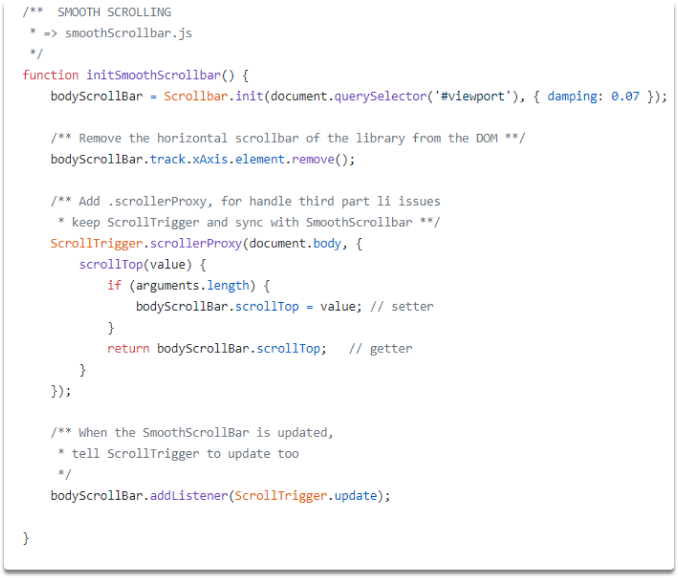 /**  SMOOTH SCROLLING
 * => smoothScrollbar.js
 */
function initSmoothScrollbar() {
    bodyScrollBar = Scrollbar.init(document.querySelector('#viewport'), { damping: 0.07 });

    /** Remove the horizontal scrollbar of the library from the DOM **/
    bodyScrollBar.track.xAxis.element.remove();

    /** Add .scrollerProxy, for handle third part li issues
     * keep ScrollTrigger and sync with SmoothScrollbar **/
    ScrollTrigger.scrollerProxy(document.body, {
        scrollTop(value) {
            if (arguments.length) {
                bodyScrollBar.scrollTop = value; // setter
            }
            return bodyScrollBar.scrollTop;   // getter
        }
    });

    /** When the SmoothScrollBar is updated,
     * tell ScrollTrigger to update too
     */
    bodyScrollBar.addListener(ScrollTrigger.update);

}